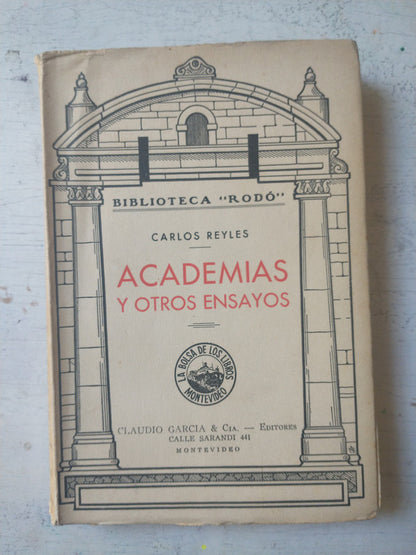 BIBLIOTECA "RODÓ"
CARLOS REYLES
ACADEMIAS
Y OTROS ENSAYOS
LA BOLSA DE LOS LIBROS
MONTEVIDEO
CLAUDIO GARCIA & Cia. — Editores
CALLE SARANDI 441
MONTEVIDEO